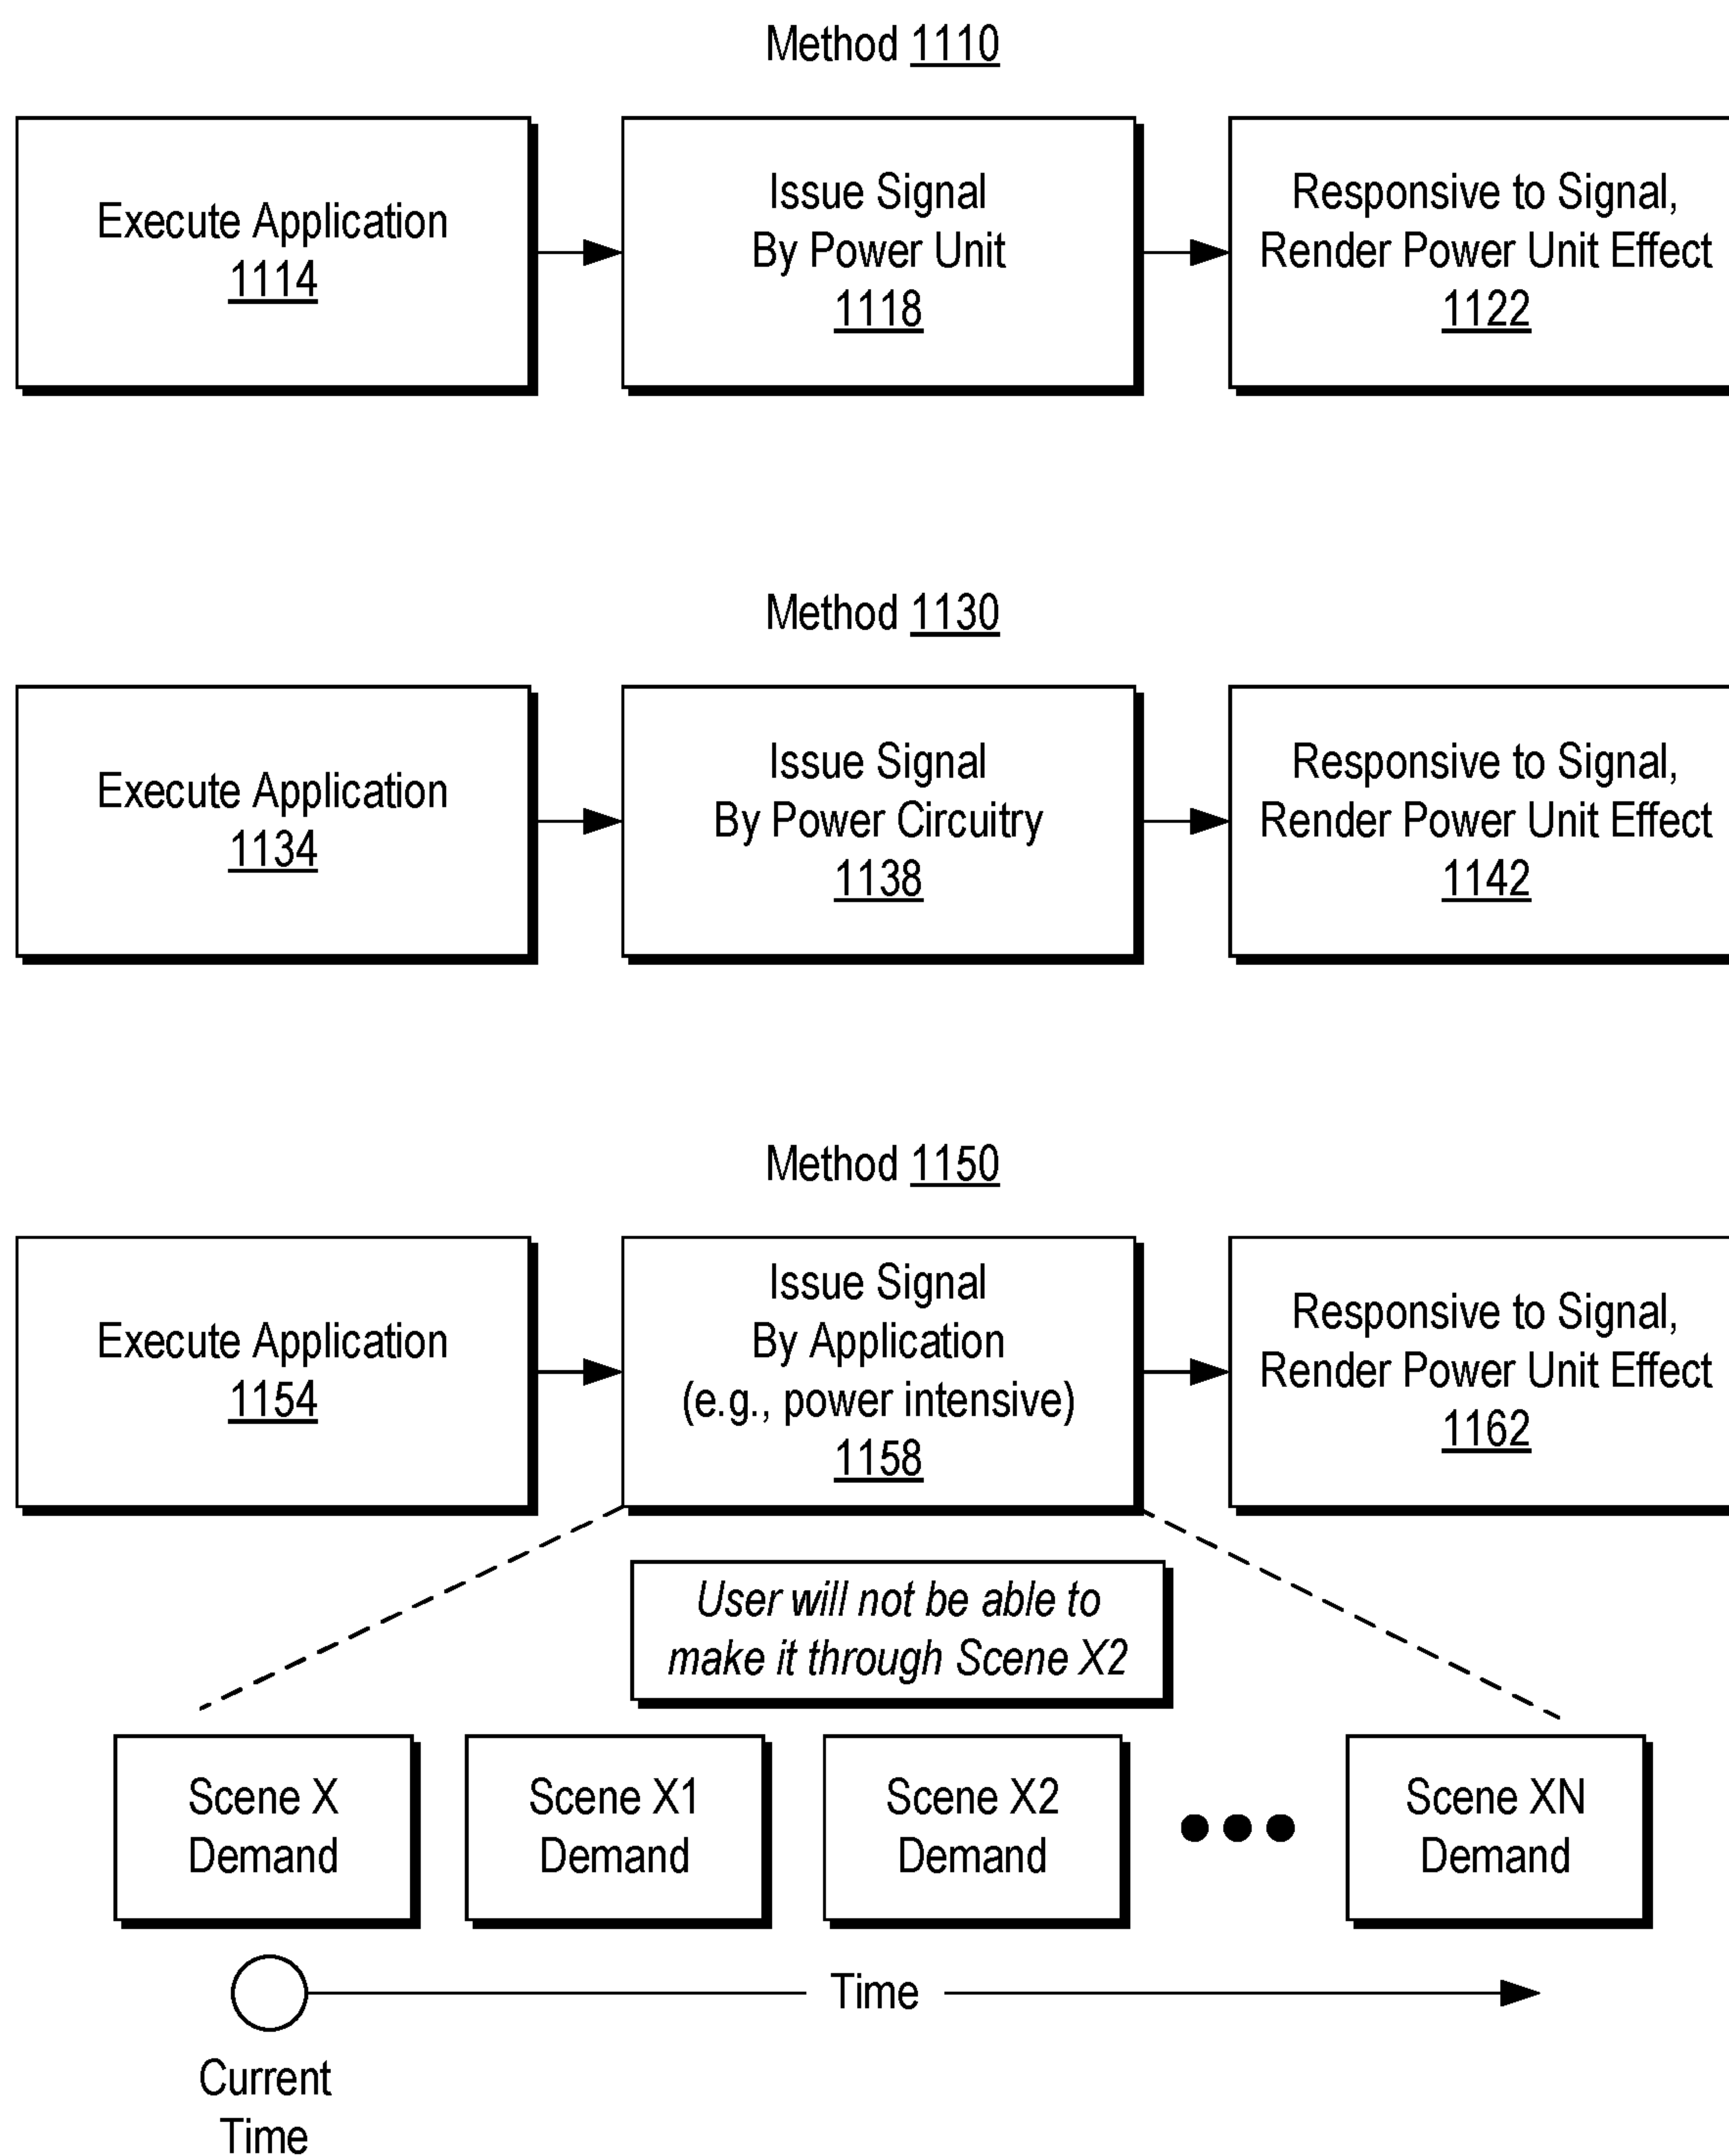 Method 1110
Execute Application
1114
Issue Signal
By Power Unit
1118
Responsive to Signal,
Render Power Unit Effect
1122
Method 1130
Execute Application
1134
Issue Signal
By Power Circuitry
1138
Responsive to Signal,
Render Power Unit Effect
1142
Method 1150
Execute Application
1154
Issue Signal
By Application
(e.g., power intensive)
1158
Responsive to Signal,
Render Power Unit Effect
1162
User will not be able to
make it through Scene X2
Scene X
Demand
Scene X1
Demand
Scene X2
Demand
Scene XN
Demand
Time
Current
Time